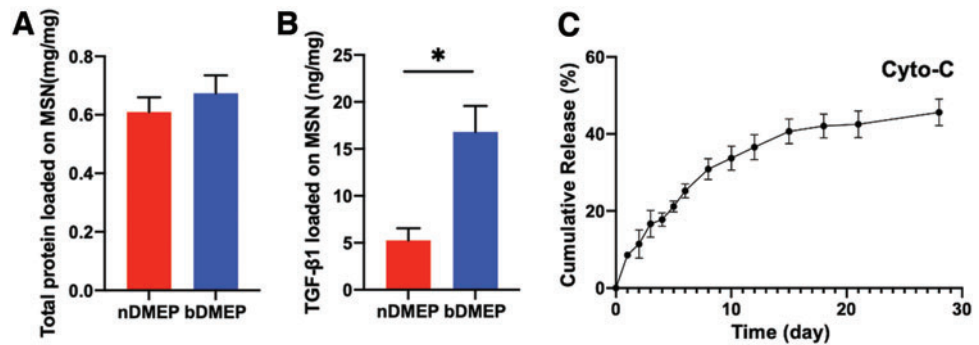 A
Total protein loaded on MSN(mg/mg)
0.8
0.6
0.4
0.2
0.0
nDMEP bDMEP
B
TGF-β1 loaded on MSN (ng/mg)
25
20
15
10
5
0
*
nDMEP bDMEP
C
Cumulative Release (%)
60
40
20
0
Cyto-C
0 10 20 30
Time (day)